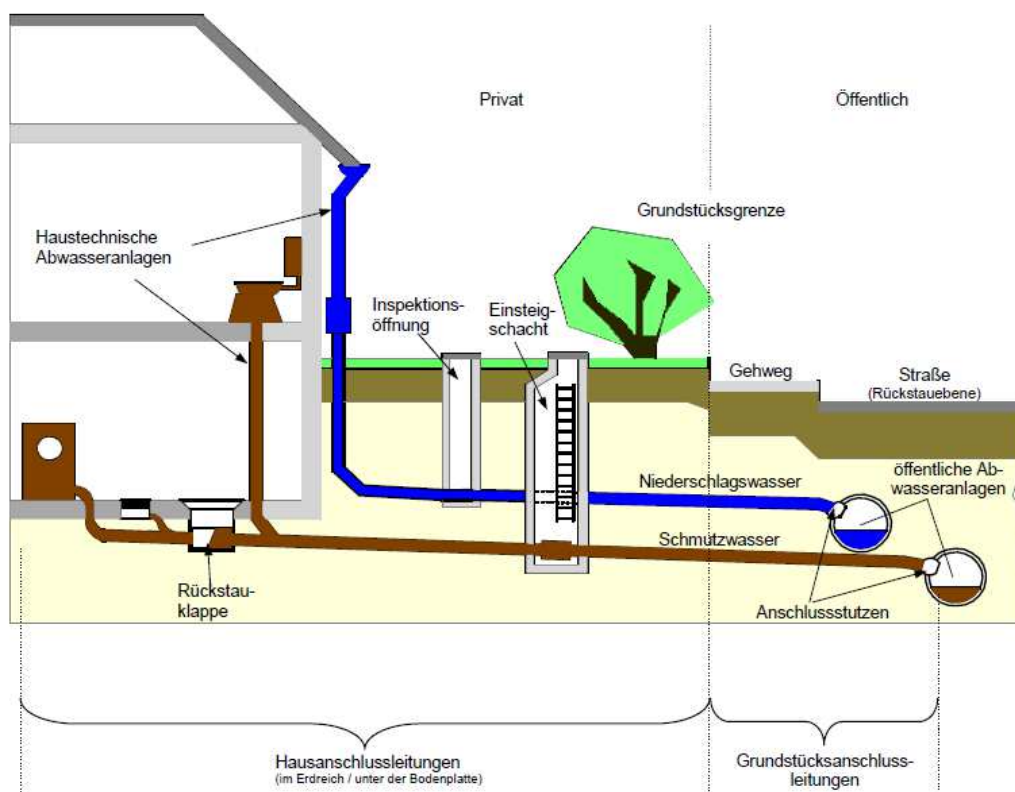 Privat
Öffentlich
Grundstücksgrenze
Haustechnische
Abwasseranlagen
Inspektions-
öffnung
Einsteig-
schacht
Gehweg
Straße
(Rückstauebene)
öffentliche Ab-
wasseranlagen
Niederschlagswasser
Schmutzwasser
Rückstau-
klappe
Anschlussstutzen
Hausanschlussleitungen
(im Erdreich / unter der Bodenplatte)
Grundstücksanschluss-
leitungen